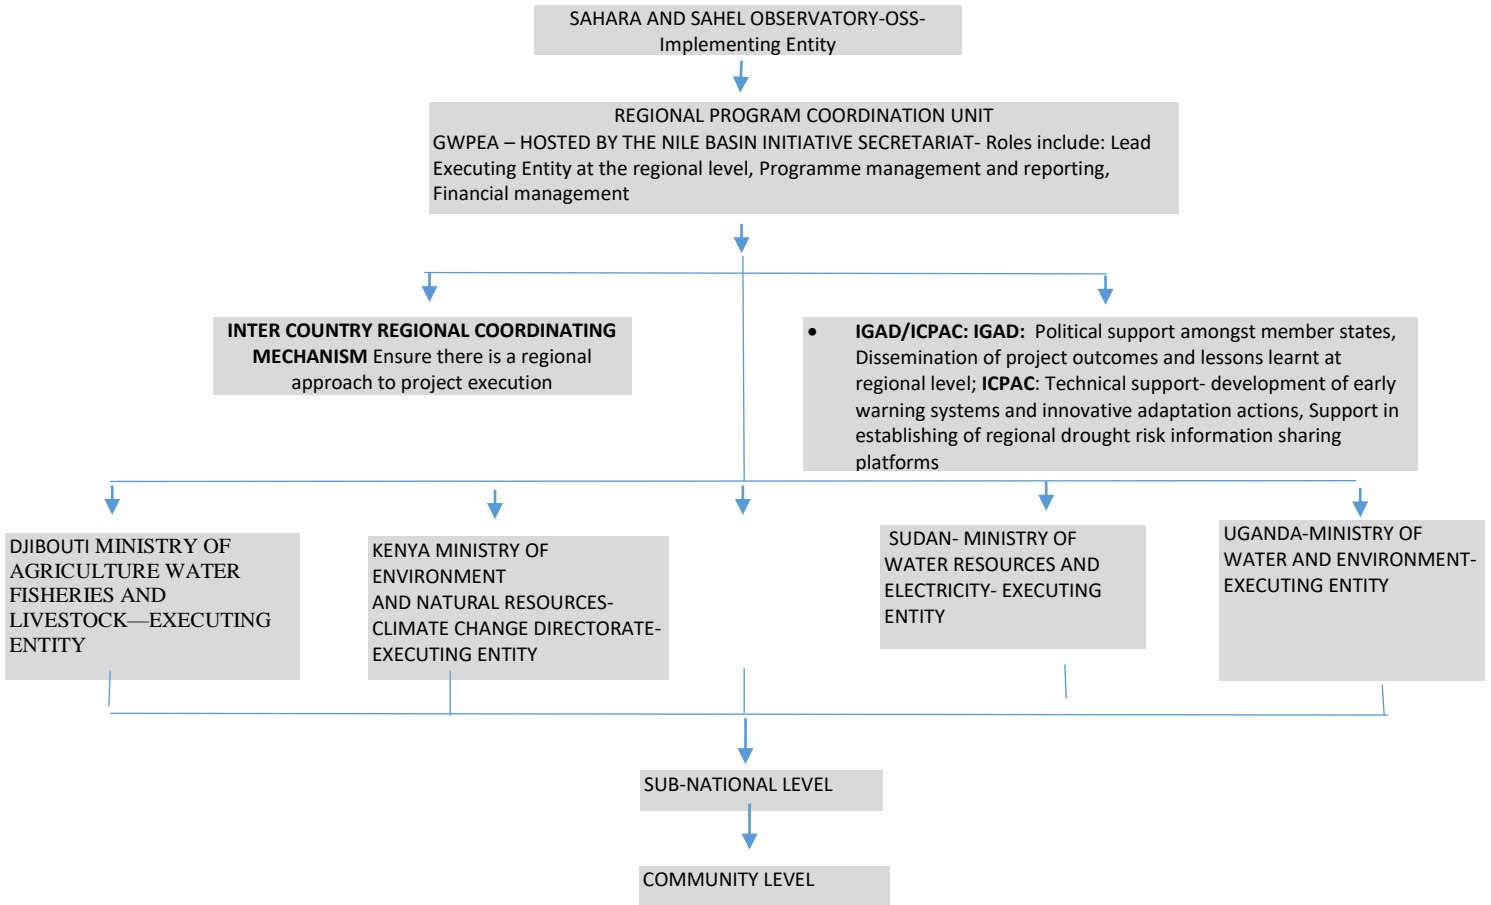 SAHARA AND SAHEL OBSERVATORY-OSS-
Implementing Entity
REGIONAL PROGRAM COORDINATION UNIT
GWPEA – HOSTED BY THE NILE BASIN INITIATIVE SECRETARIAT- Roles include: Lead
Executing Entity at the regional level, Programme management and reporting,
Financial management
INTER COUNTRY REGIONAL COORDINATING
MECHANISM Ensure there is a regional
approach to project execution
• IGAD/ICPAC: IGAD: Political support amongst member states,
Dissemination of project outcomes and lessons learnt at
regional level; ICPAC: Technical support- development of early
warning systems and innovative adaptation actions, Support in
establishing of regional drought risk information sharing
platforms
DJIBOUTI MINISTRY OF
AGRICULTURE WATER
FISHERIES AND
LIVESTOCK—EXECUTING
ENTITY
KENYA MINISTRY OF
ENVIRONMENT
AND NATURAL RESOURCES-
CLIMATE CHANGE DIRECTORATE-
EXECUTING ENTITY
SUDAN- MINISTRY OF
WATER RESOURCES AND
ELECTRICITY- EXECUTING
ENTITY
UGANDA-MINISTRY OF
WATER AND ENVIRONMENT-
EXECUTING ENTITY
SUB-NATIONAL LEVEL
COMMUNITY LEVEL